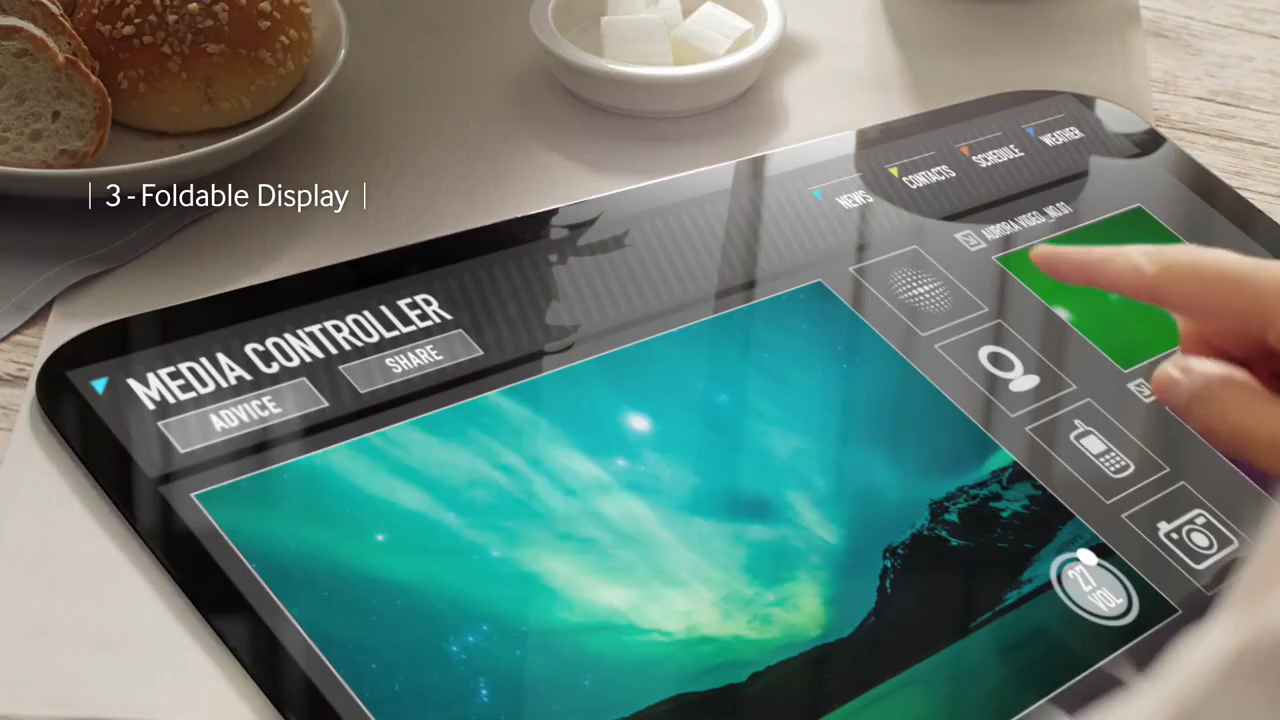 | 3 - Foldable Display |
NEWS
CONTACTS
SCHEDULE
WEATHER
AURORA VIDEO_NO.01
MEDIA CONTROLLER
ADVICE
SHARE
27
VOL